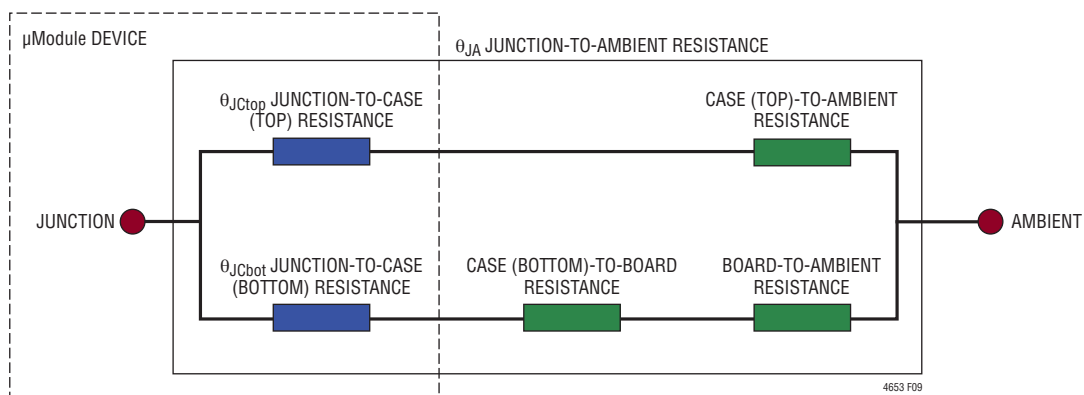 µModule DEVICE
θJA JUNCTION-TO-AMBIENT RESISTANCE
θJCtop JUNCTION-TO-CASE
(TOP) RESISTANCE
CASE (TOP)-TO-AMBIENT
RESISTANCE
JUNCTION
AMBIENT
θJCbot JUNCTION-TO-CASE
(BOTTOM) RESISTANCE
CASE (BOTTOM)-TO-BOARD
RESISTANCE
BOARD-TO-AMBIENT
RESISTANCE
4653 F09